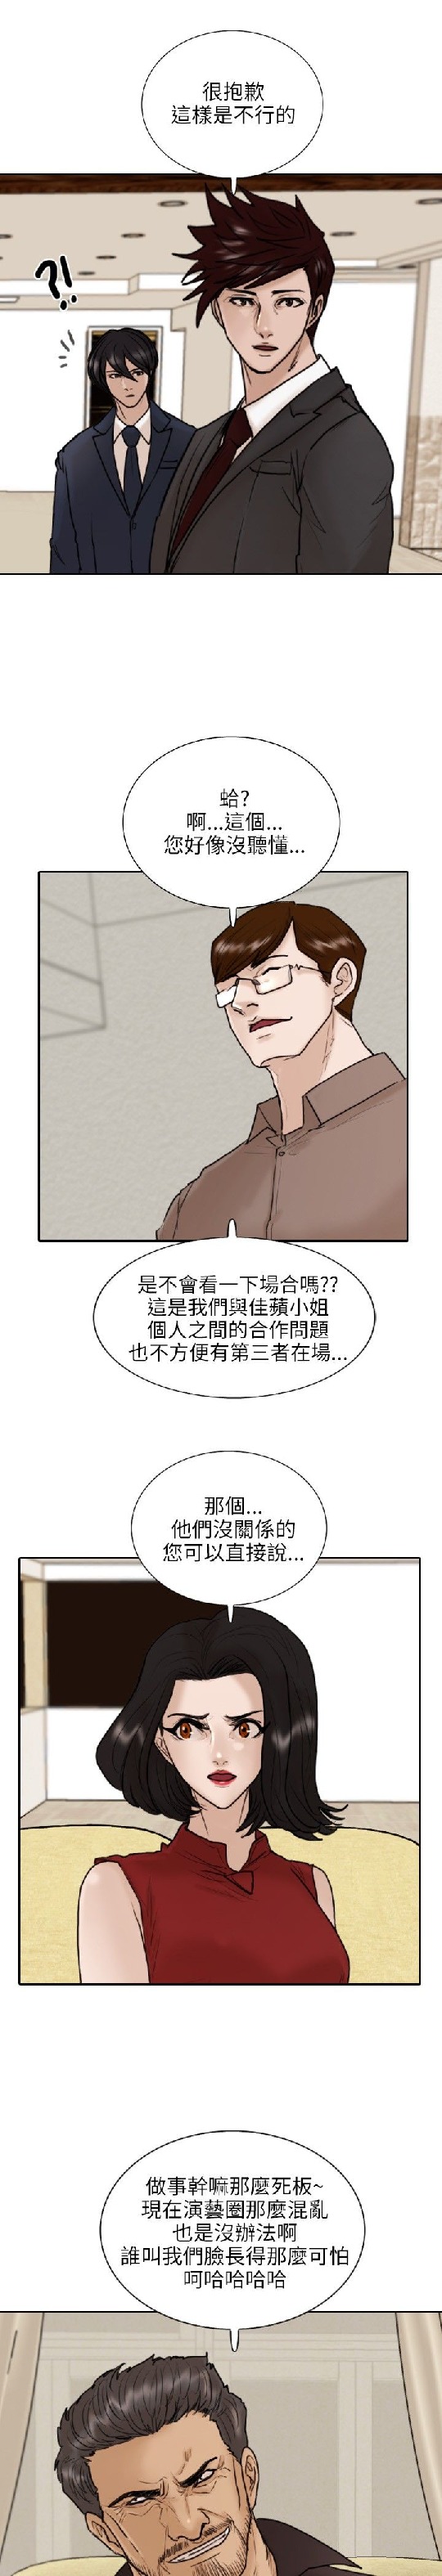 很抱歉
這樣是不行的
?!
蛤?
啊...這個...
您好像沒聽懂...
是不會看一下場合嗎??
這是我們與佳蘋小姐
個人之間的合作問題
也不方便有第三者在場...
那個...
他們沒關係的
您可以直接說...
做事幹嘛那麼死板~
現在演藝圈那麼混亂
也是沒辦法啊
誰叫我們臉長得那麼可怕
呵哈哈哈哈